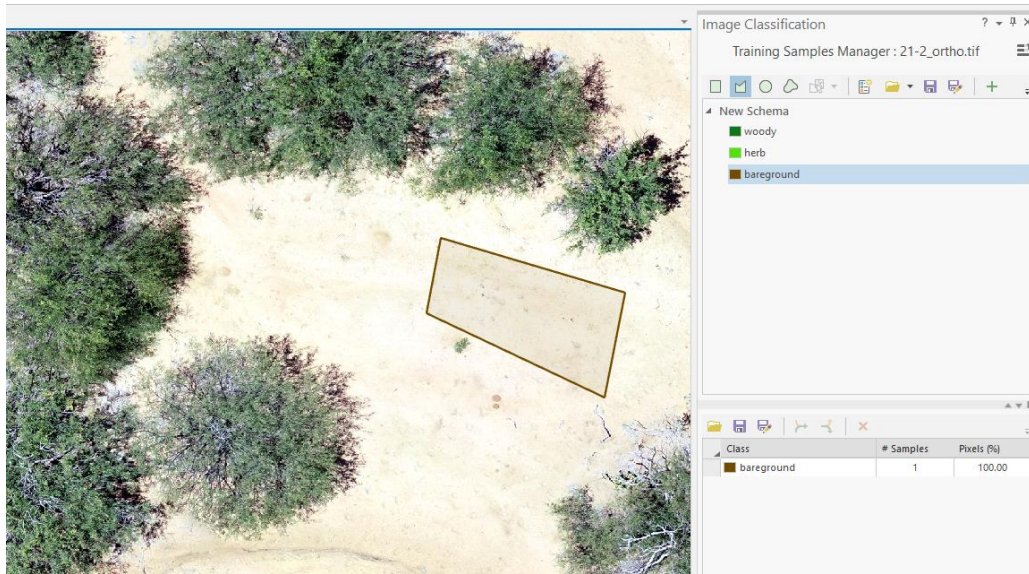 Image Classification
Training Samples Manager : 21-2_ortho.tif
New Schema
woody
herb
bareground
Class # Samples Pixels (%)
bareground 1 100.00